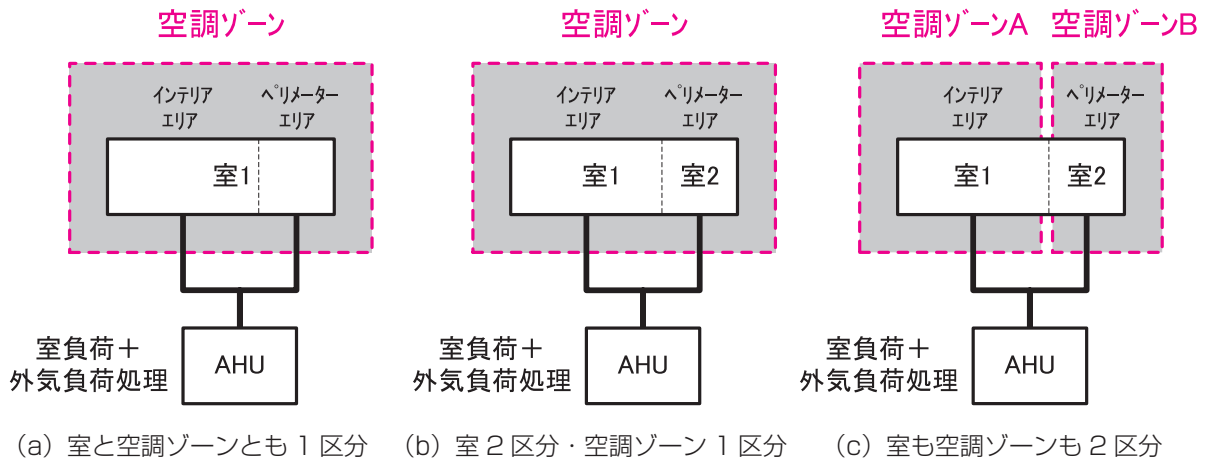 空調ゾーン
インテリア
エリア
ペリメーター
エリア
室1
室負荷＋
外気負荷処理
AHU
(a) 室と空調ゾーンとも 1 区分
空調ゾーン
インテリア
エリア
ペリメーター
エリア
室1
室2
室負荷＋
外気負荷処理
AHU
(b) 室 2 区分・空調ゾーン 1 区分
空調ゾーンA
空調ゾーンB
インテリア
エリア
ペリメーター
エリア
室1
室2
室負荷＋
外気負荷処理
AHU
(c) 室も空調ゾーンも 2 区分